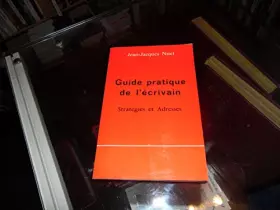 Jean-Jacques Nuel
Guide pratique
de l'écrivain
Stratégies et Adresses